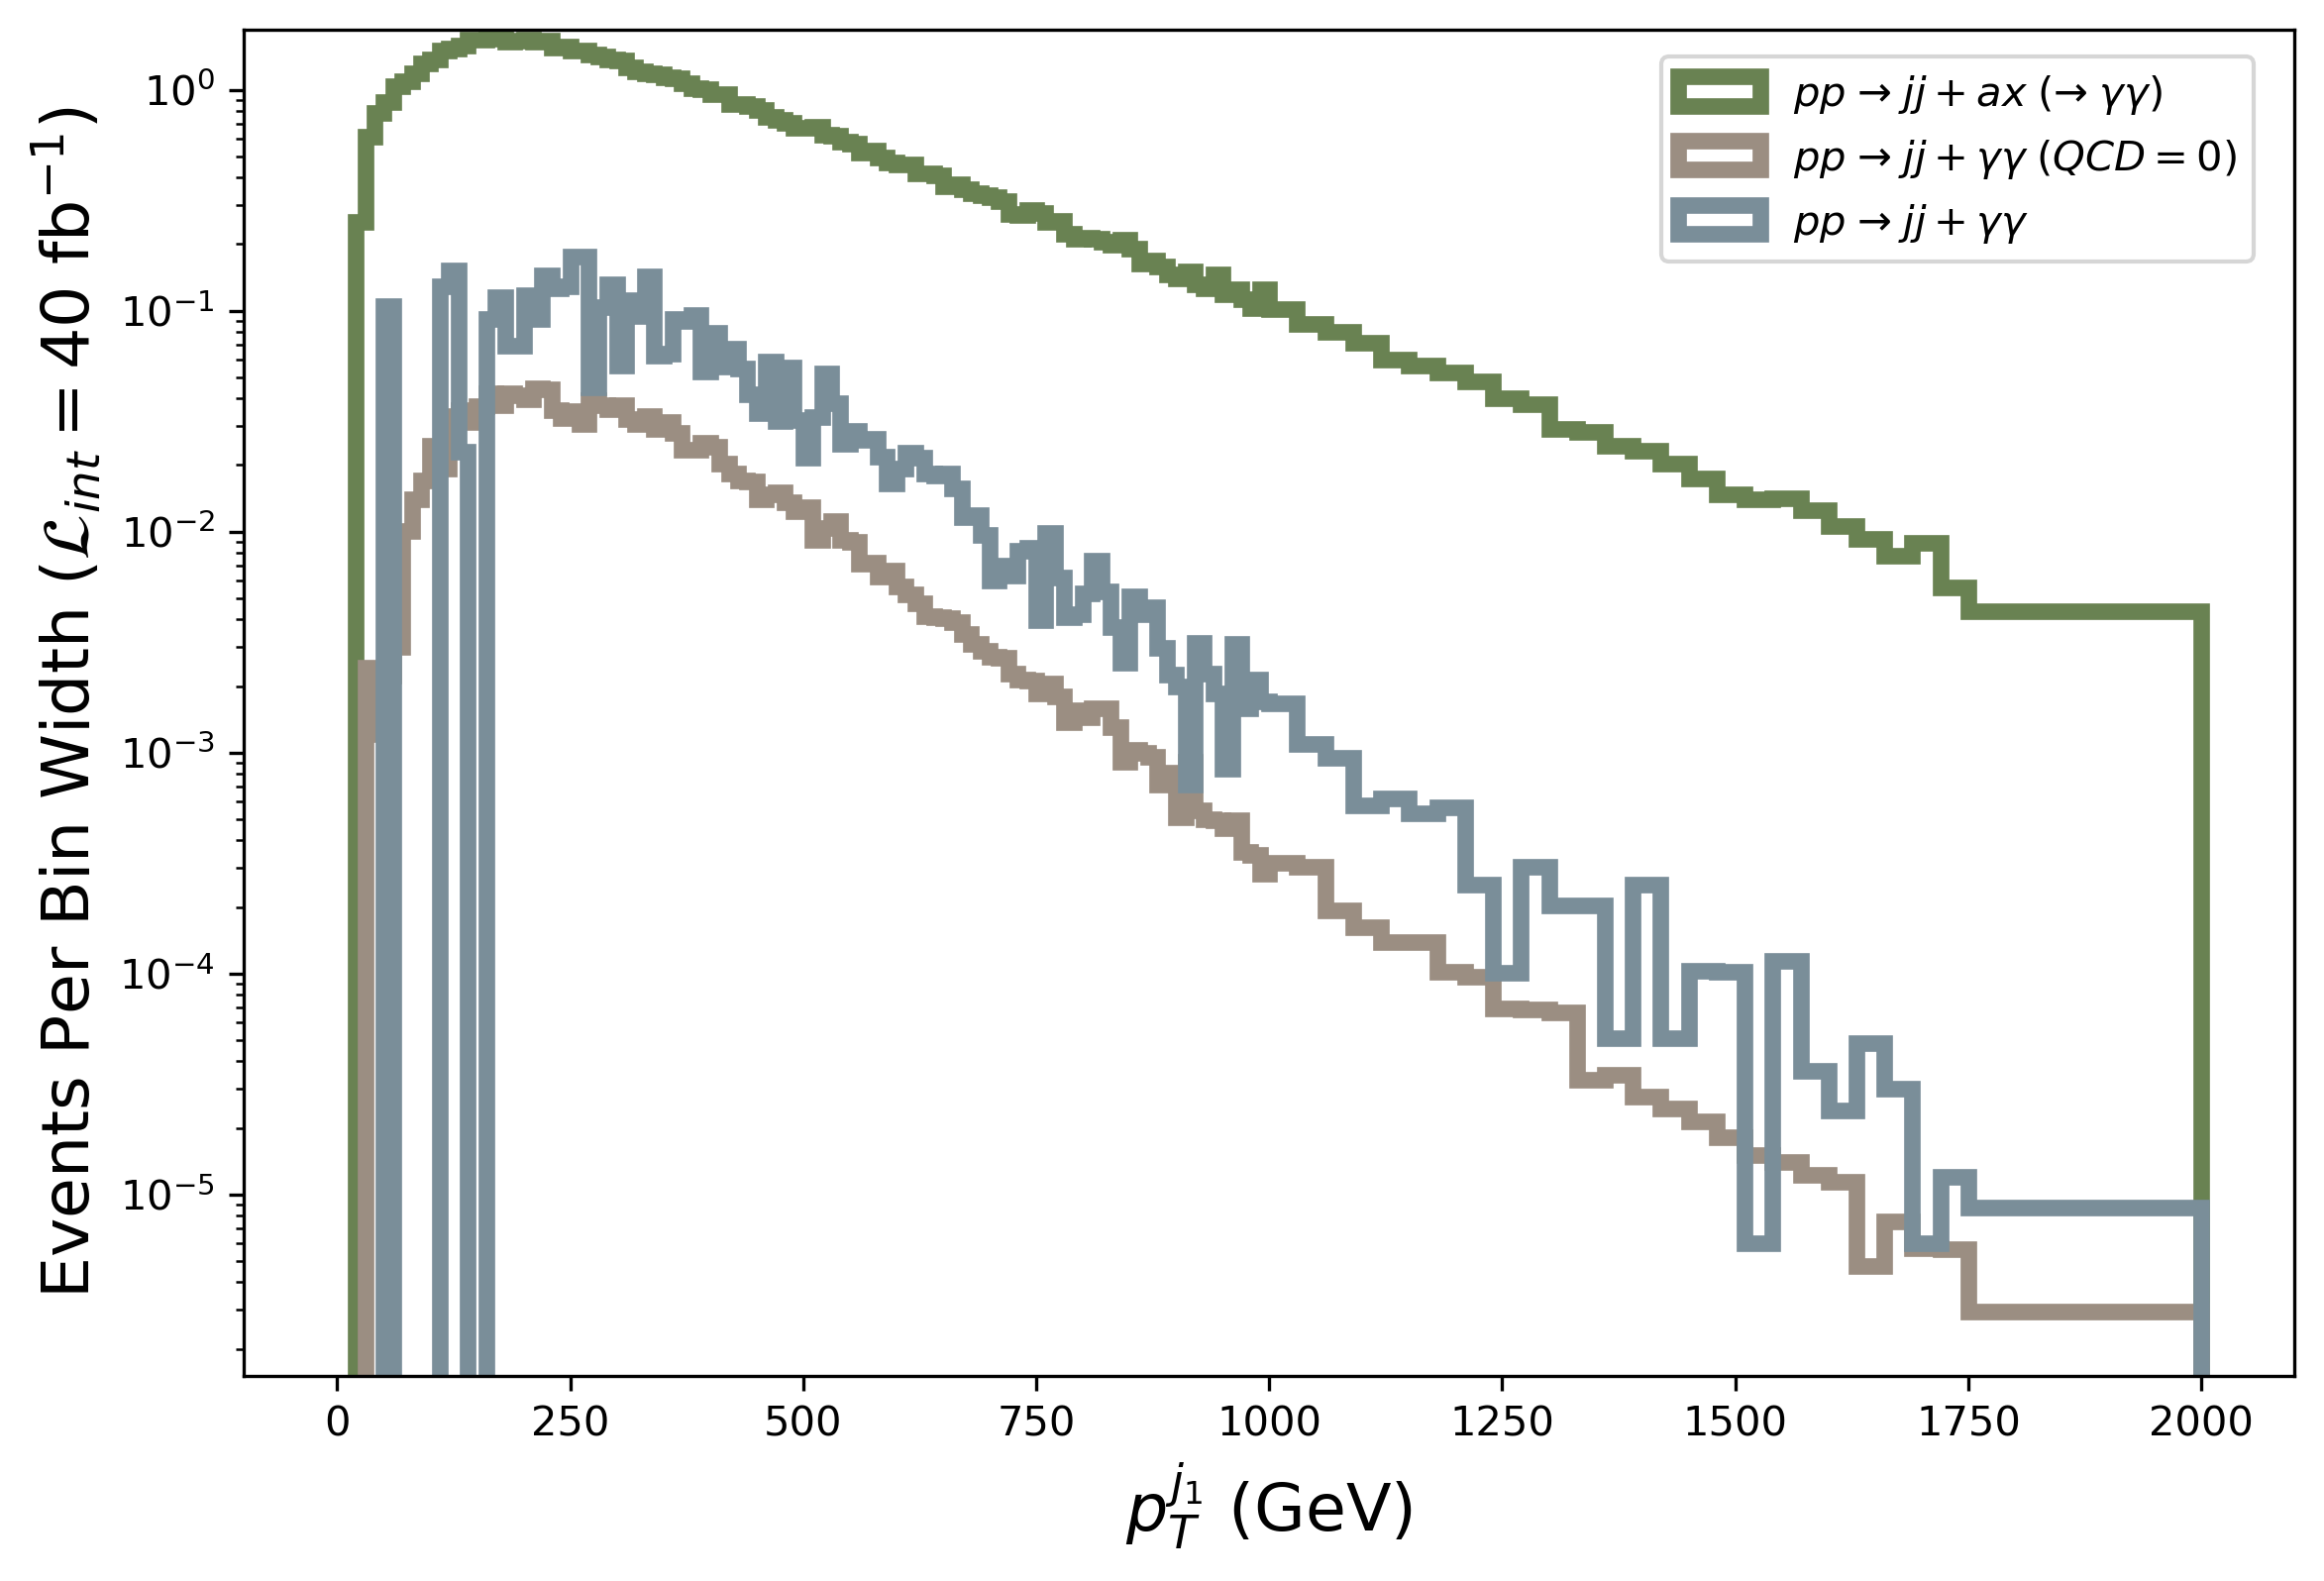 Events Per Bin Width (ℒ_int = 40 fb⁻¹)
10⁰
10⁻¹
10⁻²
10⁻³
10⁻⁴
10⁻⁵
pp → jj + ax (→ γγ)
pp → jj + γγ (QCD = 0)
pp → jj + γγ
0 250 500 750 1000 1250 1500 1750 2000
p_T^{j_1} (GeV)